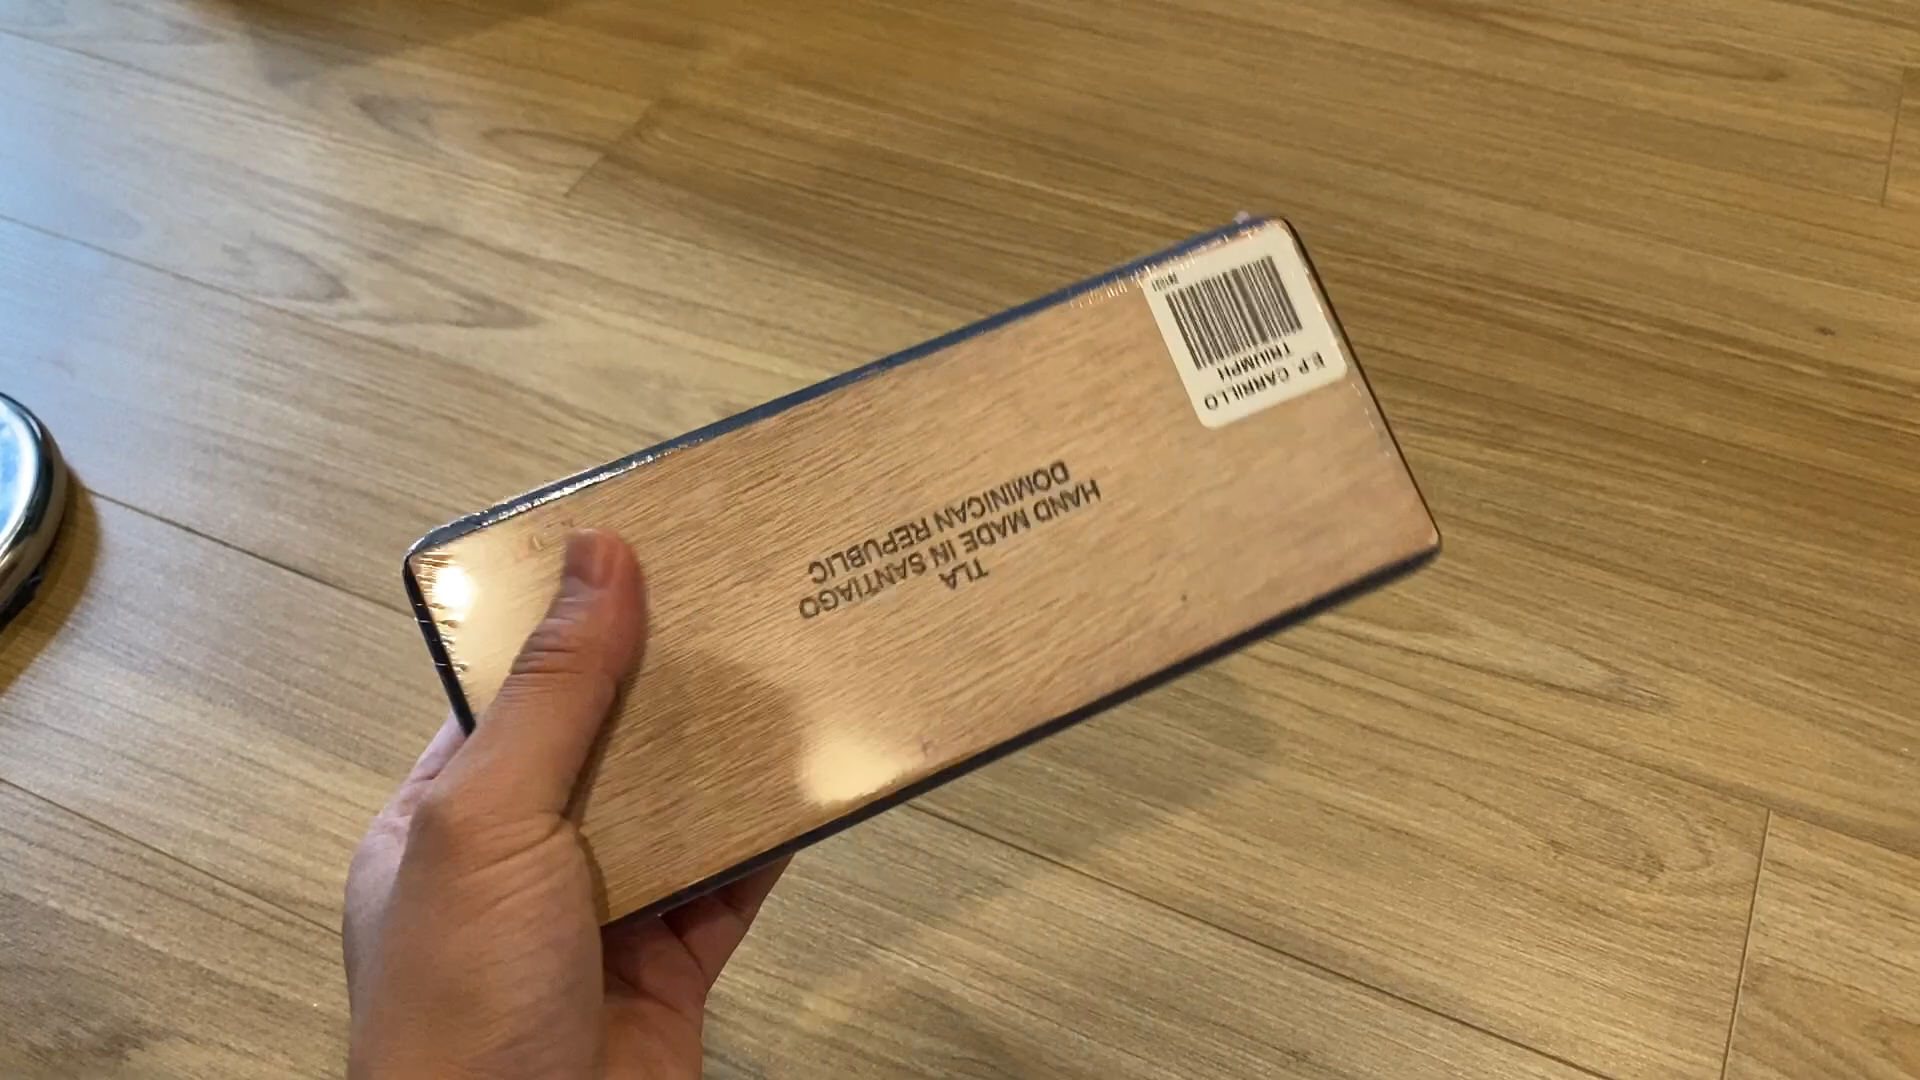 TLA
HAND MADE IN SANTIAGO
DOMINICAN REPUBLIC
E.P. CARRILLO
TRIUMPH